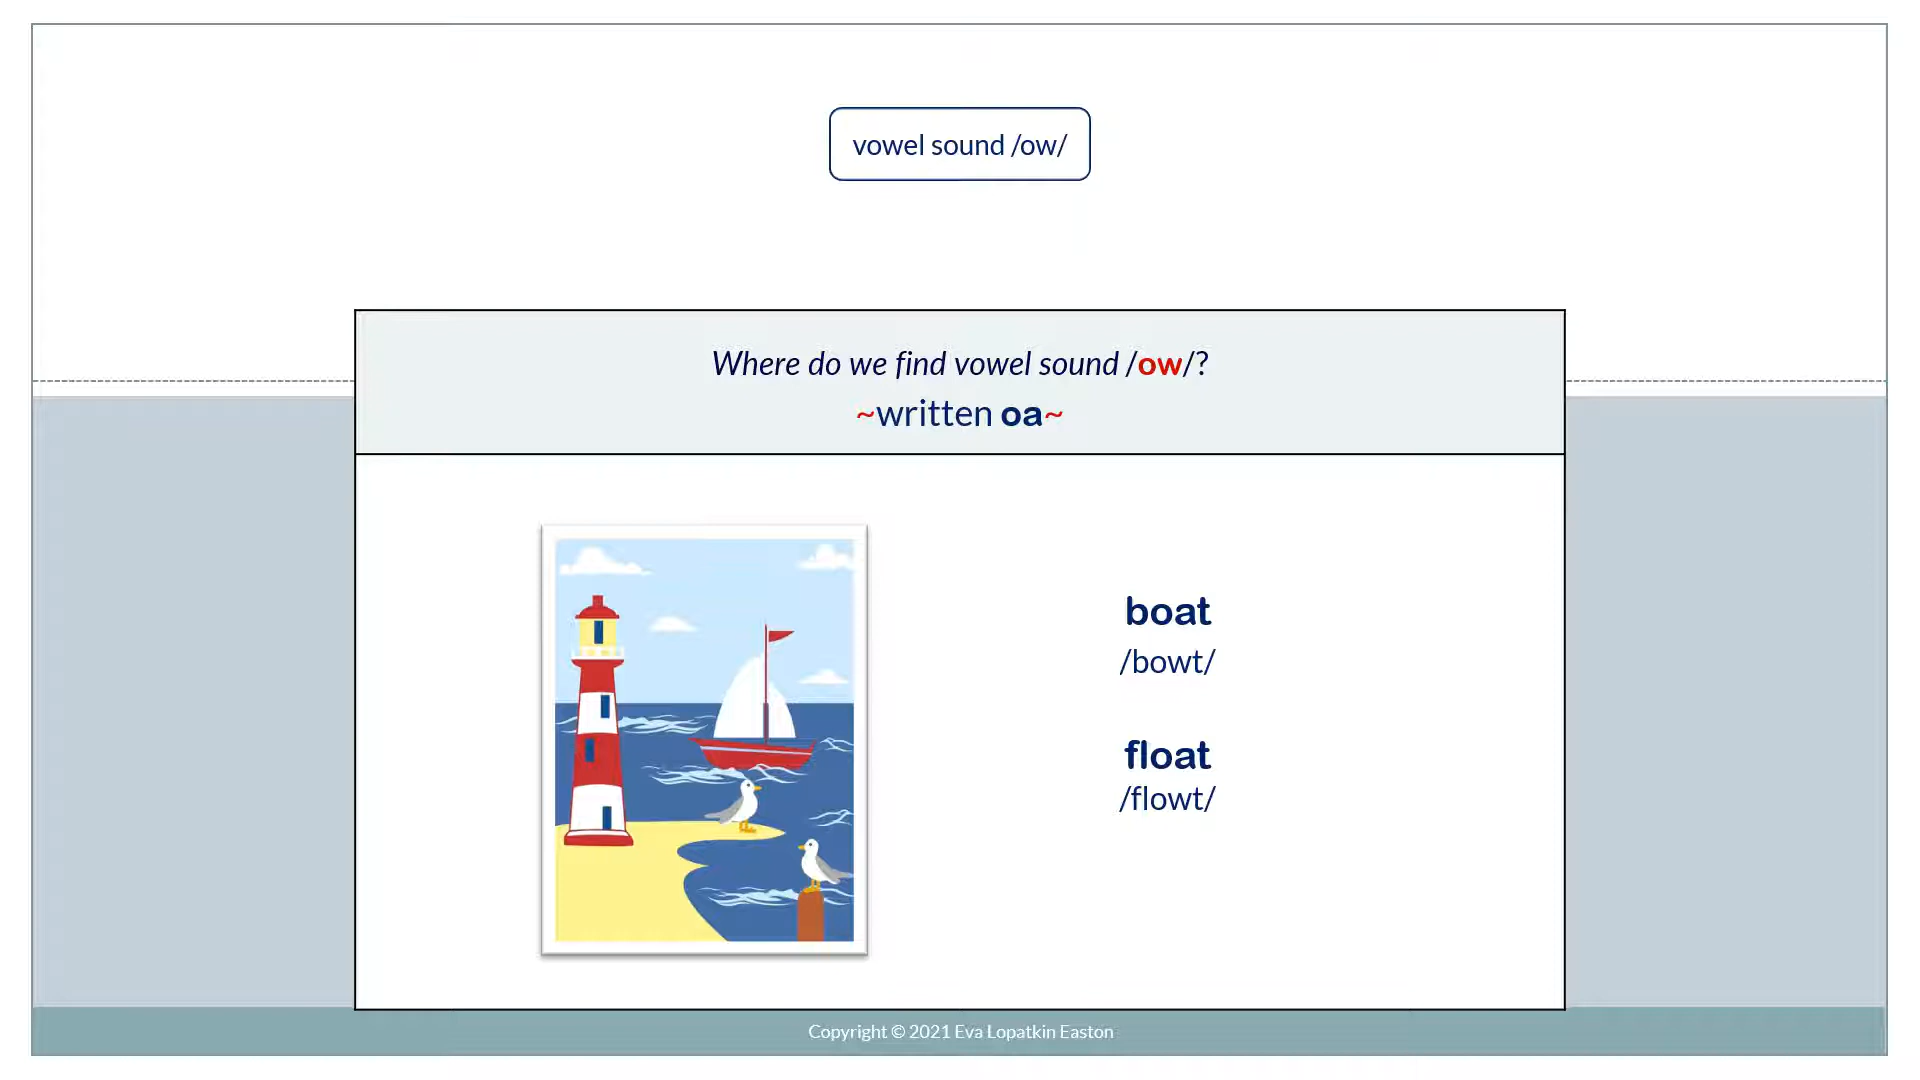 vowel sound /ow/
Where do we find vowel sound /ow/?
~written oa~
boat
/bowt/
float
/flowt/
Copyright © 2021 Eva Lopatkin Easton